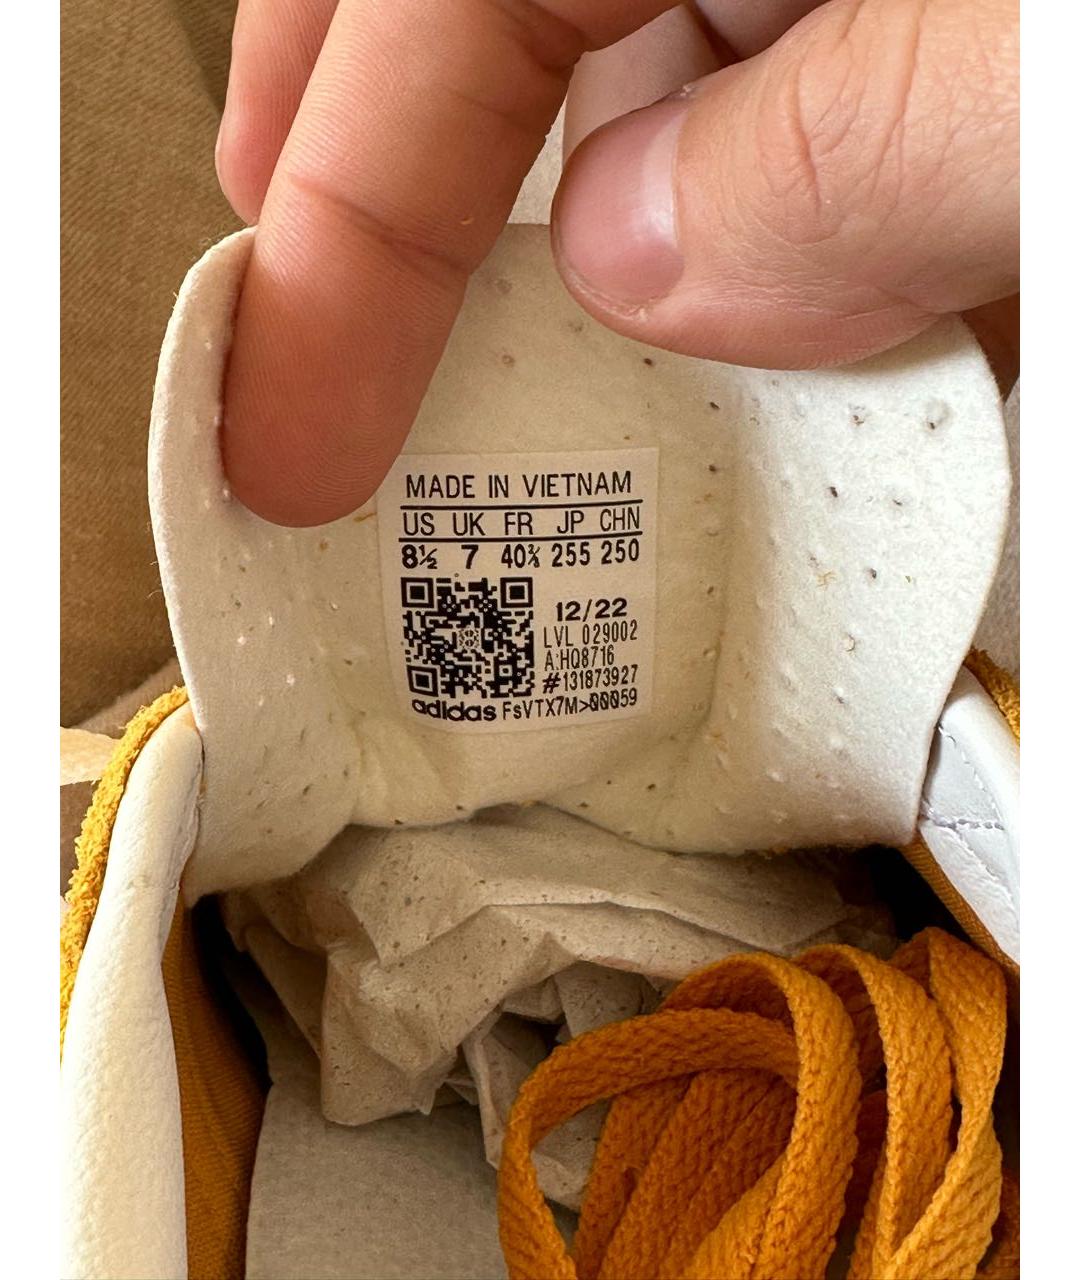 MADE IN VIETNAM
US UK FR JP CHN
8½ 7 40⅔ 255 250
12/22
LVL 029002
A:HQ8716
#131873927
adidas FsVTX7M>00059